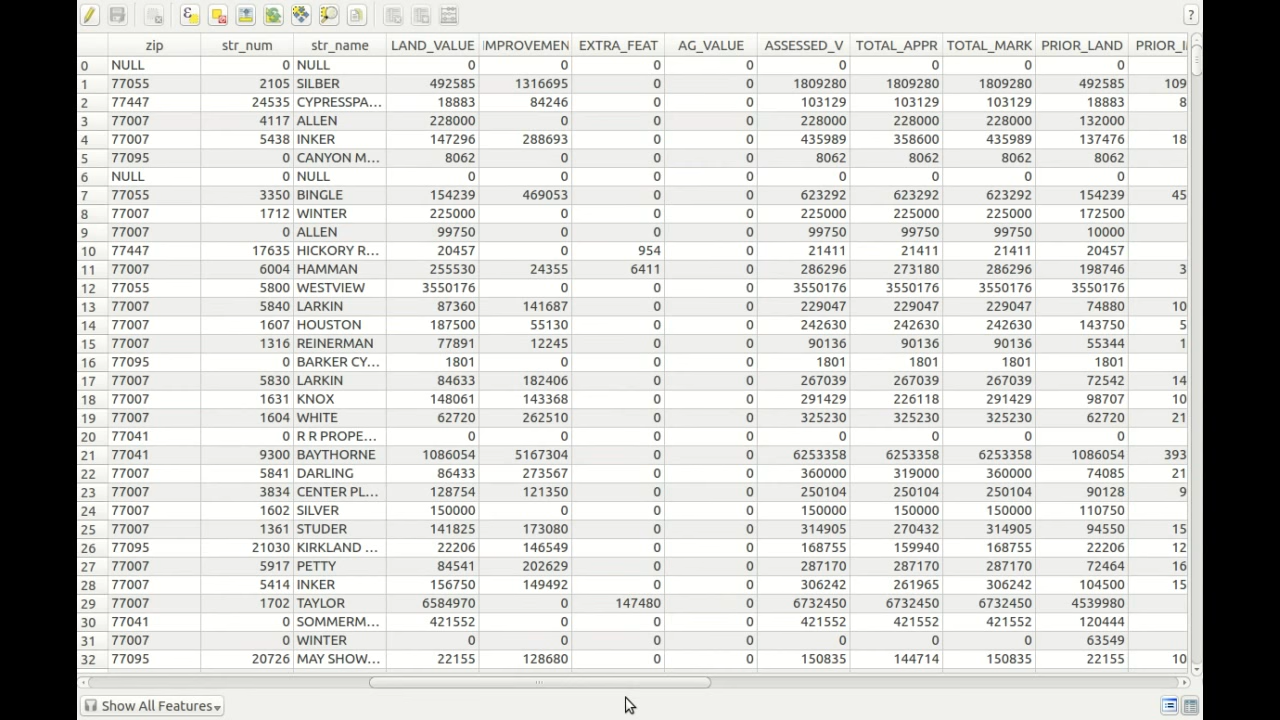 ?
zip str_num str_name LAND_VALUE IMPROVEMEN EXTRA_FEAT AG_VALUE ASSESSED_V TOTAL_APPR TOTAL_MARK PRIOR_LAND PRIOR_I
0 NULL 0 NULL 0 0 0 0 0 0 0 0
1 77055 2105 SILBER 492585 1316695 0 0 1809280 1809280 1809280 492585 109
2 77447 24535 CYPRESSPA... 18883 84246 0 0 103129 103129 103129 18883 8
3 77007 4117 ALLEN 228000 0 0 0 228000 228000 228000 132000
4 77007 5438 INKER 147296 288693 0 0 435989 358600 435989 137476 18
5 77095 0 CANYON M... 8062 0 0 0 8062 8062 8062 8062
6 NULL 0 NULL 0 0 0 0 0 0 0 0
7 77055 3350 BINGLE 154239 469053 0 0 623292 623292 623292 154239 45
8 77007 1712 WINTER 225000 0 0 0 225000 225000 225000 172500
9 77007 0 ALLEN 99750 0 0 0 99750 99750 99750 10000
10 77447 17635 HICKORY R... 20457 0 954 0 21411 21411 21411 20457
11 77007 6004 HAMMAN 255530 24355 6411 0 286296 273180 286296 198746 3
12 77055 5800 WESTVIEW 3550176 0 0 0 3550176 3550176 3550176 3550176
13 77007 5840 LARKIN 87360 141687 0 0 229047 229047 229047 74880 10
14 77007 1607 HOUSTON 187500 55130 0 0 242630 242630 242630 143750 5
15 77007 1316 REINERMAN 77891 12245 0 0 90136 90136 90136 55344 1
16 77095 0 BARKER CY... 1801 0 0 0 1801 1801 1801 1801
17 77007 5830 LARKIN 84633 182406 0 0 267039 267039 267039 72542 14
18 77007 1631 KNOX 148061 143368 0 0 291429 226118 291429 98707 10
19 77007 1604 WHITE 62720 262510 0 0 325230 325230 325230 62720 21
20 77041 0 R R PROPE... 0 0 0 0 0 0 0 0
21 77041 9300 BAYTHORNE 1086054 5167304 0 0 6253358 6253358 6253358 1086054 393
22 77007 5841 DARLING 86433 273567 0 0 360000 319000 360000 74085 21
23 77007 3834 CENTER PL... 128754 121350 0 0 250104 250104 250104 90128 9
24 77007 1602 SILVER 150000 0 0 0 150000 150000 150000 110750
25 77007 1361 STUDER 141825 173080 0 0 314905 270432 314905 94550 15
26 77095 21030 KIRKLAND ... 22206 146549 0 0 168755 159940 168755 22206 12
27 77007 5917 PETTY 84541 202629 0 0 287170 287170 287170 72464 16
28 77007 5414 INKER 156750 149492 0 0 306242 261965 306242 104500 15
29 77007 1702 TAYLOR 6584970 0 147480 0 6732450 6732450 6732450 4539980
30 77041 0 SOMMERM... 421552 0 0 0 421552 421552 421552 120444
31 77007 0 WINTER 0 0 0 0 0 0 0 63549
32 77095 20726 MAY SHOW... 22155 128680 0 0 150835 144714 150835 22155 10
Show All Features